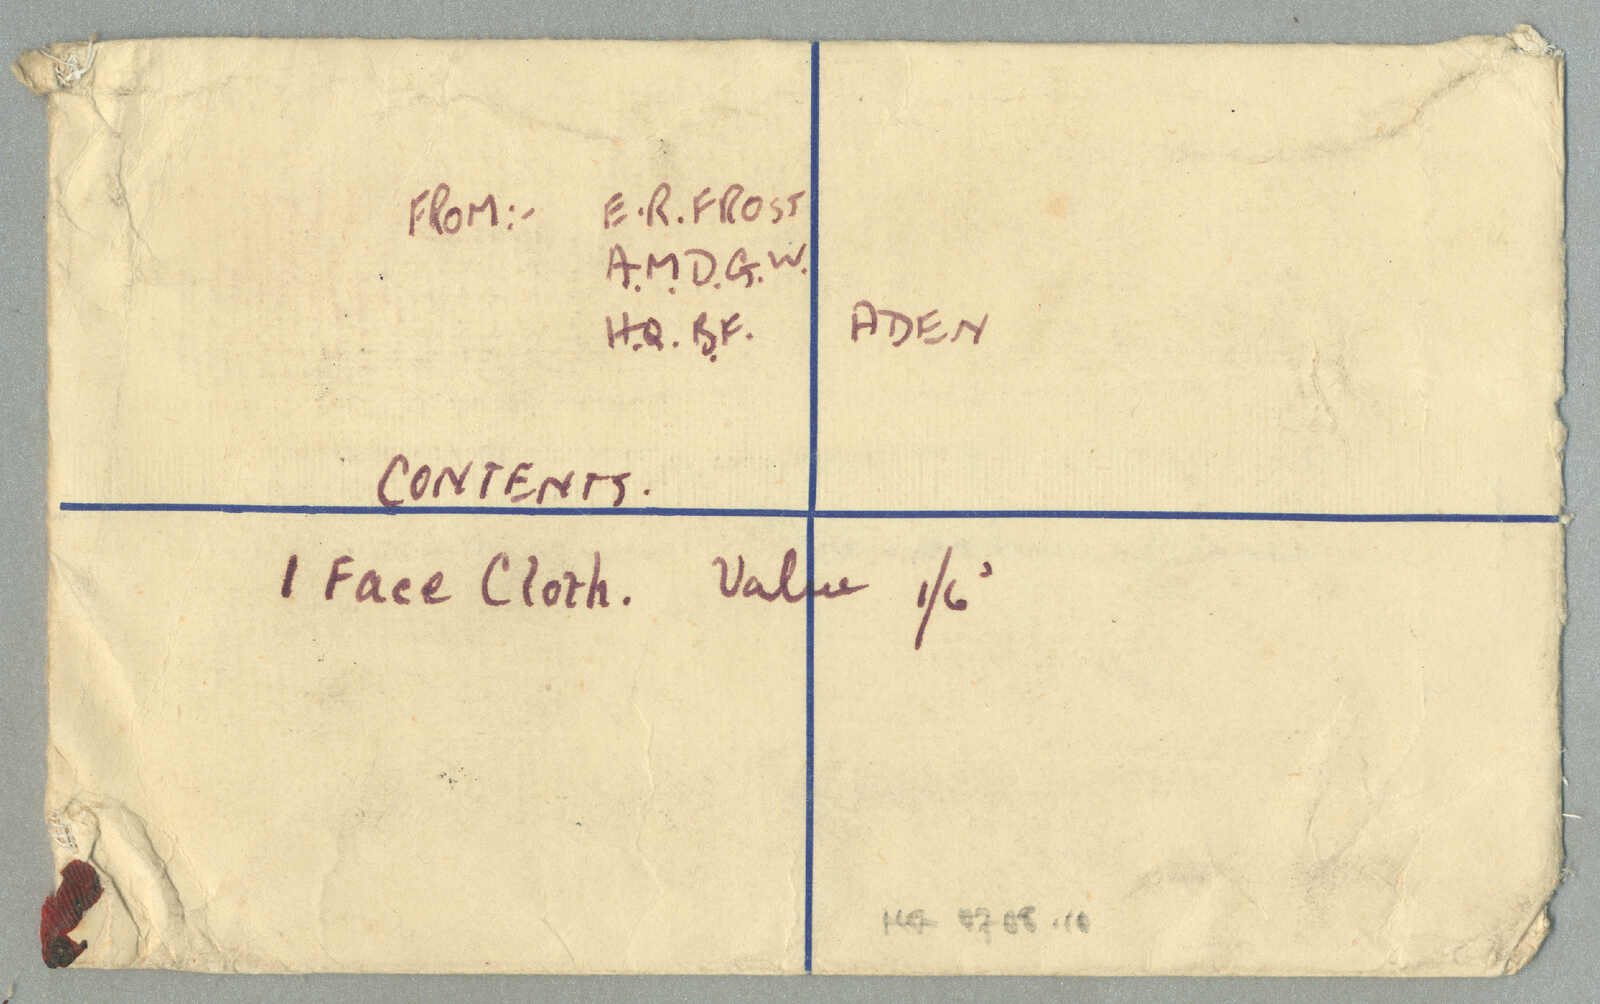 FROM:- E.R. FROST
A.M.D.G.W.
H.Q. B.F. ADEN
CONTENTS.
1 Face Cloth. Value 1/6'